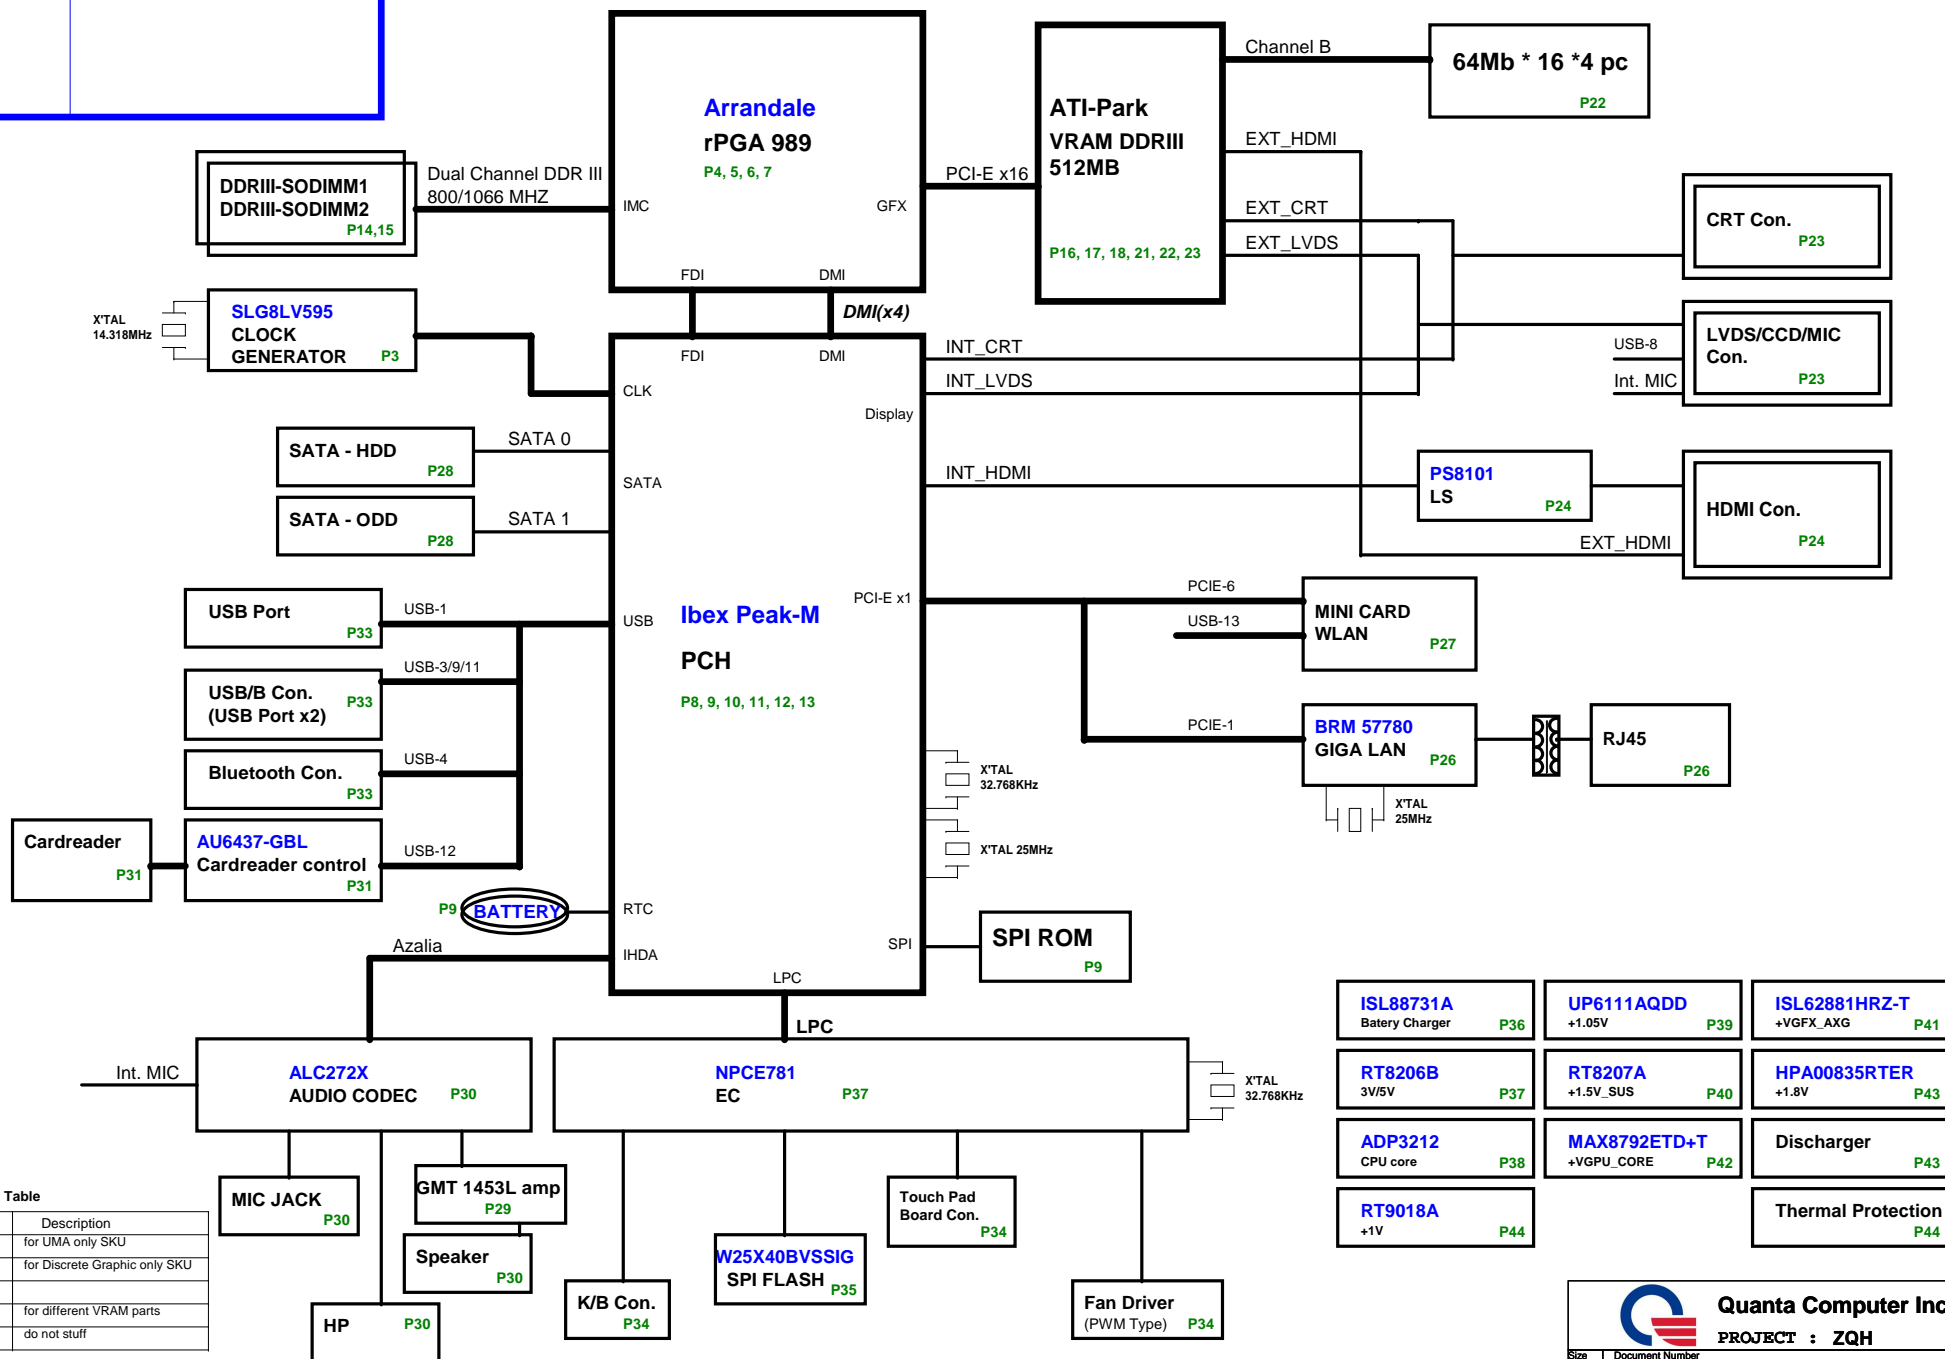 Arrandale
rPGA 989
P4, 5, 6, 7
IMC
GFX
FDI
DMI
ATI-Park
VRAM DDRIII
512MB
P16, 17, 18, 21, 22, 23
Channel B
64Mb * 16 *4 pc
P22
EXT_HDMI
EXT_CRT
EXT_LVDS
PCI-E x16
DDRIII-SODIMM1
DDRIII-SODIMM2
P14,15
Dual Channel DDR III
800/1066 MHZ
CRT Con.
P23
X'TAL
14.318MHz
SLG8LV595
CLOCK
GENERATOR
P3
DMI(x4)
FDI
DMI
CLK
Display
INT_CRT
INT_LVDS
USB-8
Int. MIC
LVDS/CCD/MIC
Con.
P23
SATA - HDD
P28
SATA 0
SATA
SATA - ODD
P28
SATA 1
INT_HDMI
PS8101
LS
P24
EXT_HDMI
HDMI Con.
P24
USB Port
P33
USB-1
USB
USB/B Con.
(USB Port x2)
P33
USB-3/9/11
Bluetooth Con.
P33
USB-4
Cardreader
P31
AU6437-GBL
Cardreader control
P31
USB-12
Ibex Peak-M
PCH
P8, 9, 10, 11, 12, 13
PCI-E x1
PCIE-6
USB-13
MINI CARD
WLAN
P27
PCIE-1
BRM 57780
GIGA LAN
P26
RJ45
P26
X'TAL
25MHz
X'TAL
32.768KHz
X'TAL 25MHz
P9
BATTERY
RTC
Azalia
IHDA
SPI
SPI ROM
P9
LPC
LPC
Int. MIC
ALC272X
AUDIO CODEC
P30
NPCE781
EC
P37
X'TAL
32.768KHz
MIC JACK
P30
GMT 1453L amp
P29
Speaker
P30
HP
P30
K/B Con.
P34
W25X40BVSSIG
SPI FLASH
P35
Touch Pad
Board Con.
P34
Fan Driver
(PWM Type)
P34
ISL88731A
Batery Charger
P36
UP6111AQDD
+1.05V
P39
ISL62881HRZ-T
+VGFX_AXG
P41
RT8206B
3V/5V
P37
RT8207A
+1.5V_SUS
P40
HPA00835RTER
+1.8V
P43
ADP3212
CPU core
P38
MAX8792ETD+T
+VGPU_CORE
P42
Discharger
P43
RT9018A
+1V
P44
Thermal Protection
P44
Table
Description
for UMA only SKU
for Discrete Graphic only SKU
for different VRAM parts
do not stuff
Quanta Computer Inc
PROJECT : ZQH
Size
Document Number